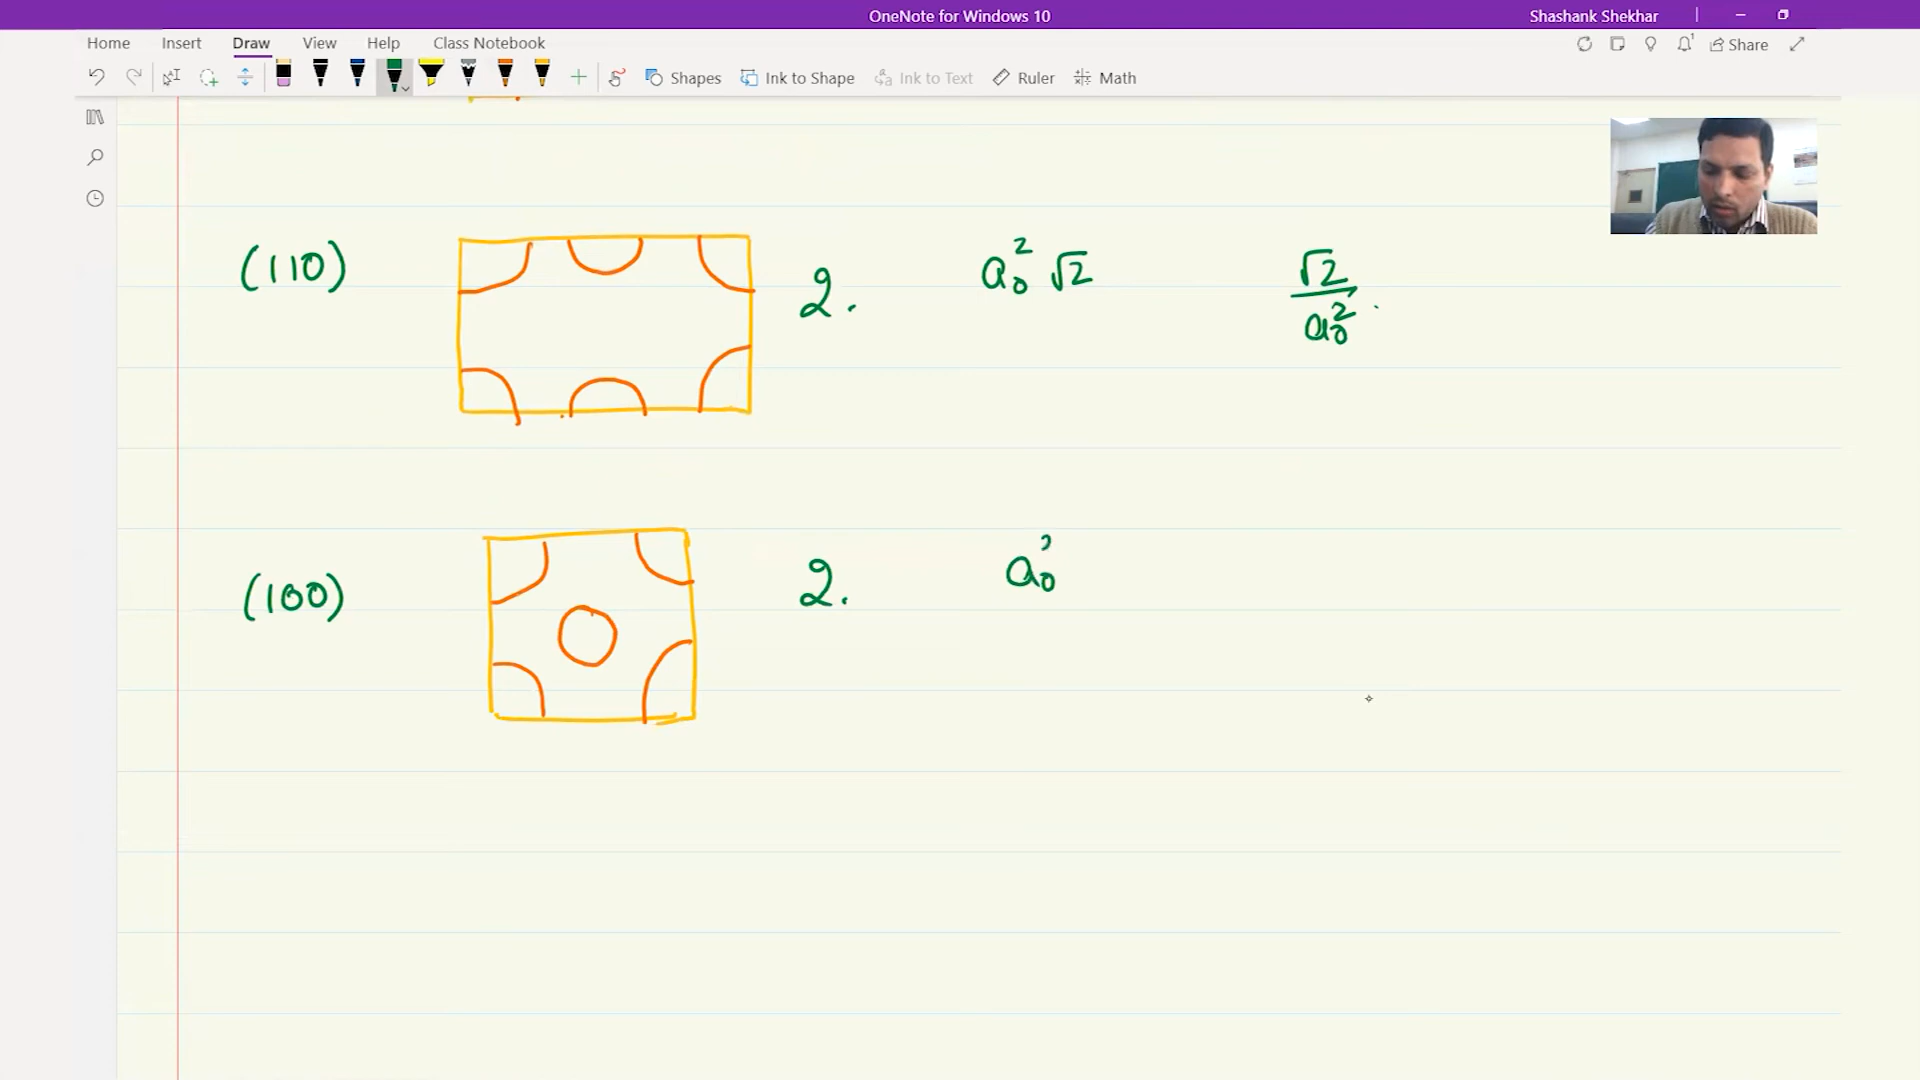 OneNote for Windows 10
Shashank Shekhar
Home Insert Draw View Help Class Notebook
Share
Shapes Ink to Shape Ink to Text Ruler Math
(110) 2. a₀² √2 √2/a₀²
(100) 2. a₀²